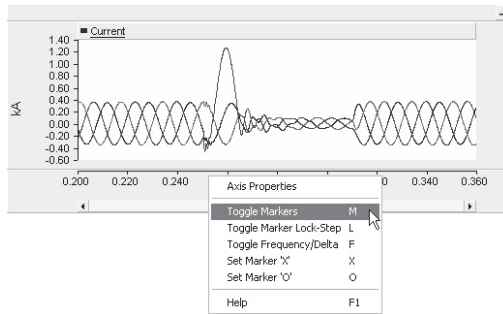 Current
1.40
1.20
1.00
0.80
0.60
0.40
0.20
0.00
-0.20
-0.40
-0.60
kA
0.200 0.220 0.240 0 0.340 0.360
Axis Properties
Toggle Markers M
Toggle Marker Lock-Step L
Toggle Frequency/Delta F
Set Marker 'X' X
Set Marker 'O' O
Help F1